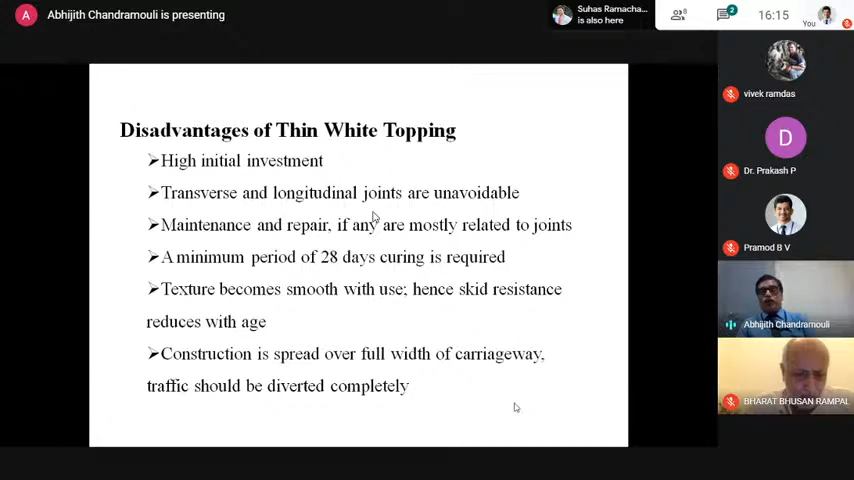 A
Abhijith Chandramouli is presenting
Suhas Ramacha...
is also here
8
2
16:15
You
Disadvantages of Thin White Topping
➢High initial investment
➢Transverse and longitudinal joints are unavoidable
➢Maintenance and repair, if any are mostly related to joints
➢A minimum period of 28 days curing is required
➢Texture becomes smooth with use; hence skid resistance
reduces with age
➢Construction is spread over full width of carriageway,
traffic should be diverted completely
vivek ramdas
D
Dr. Prakash P
Pramod B V
Abhijith Chandramouli
BHARAT BHUSAN RAMPAL